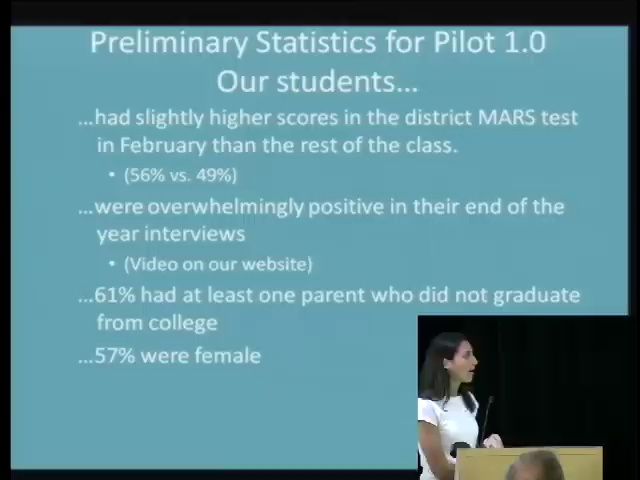 Preliminary Statistics for Pilot 1.0
Our students…
…had slightly higher scores in the district MARS test
in February than the rest of the class.
• (56% vs. 49%)
…were overwhelmingly positive in their end of the
year interviews
• (Video on our website)
…61% had at least one parent who did not graduate
from college
…57% were female